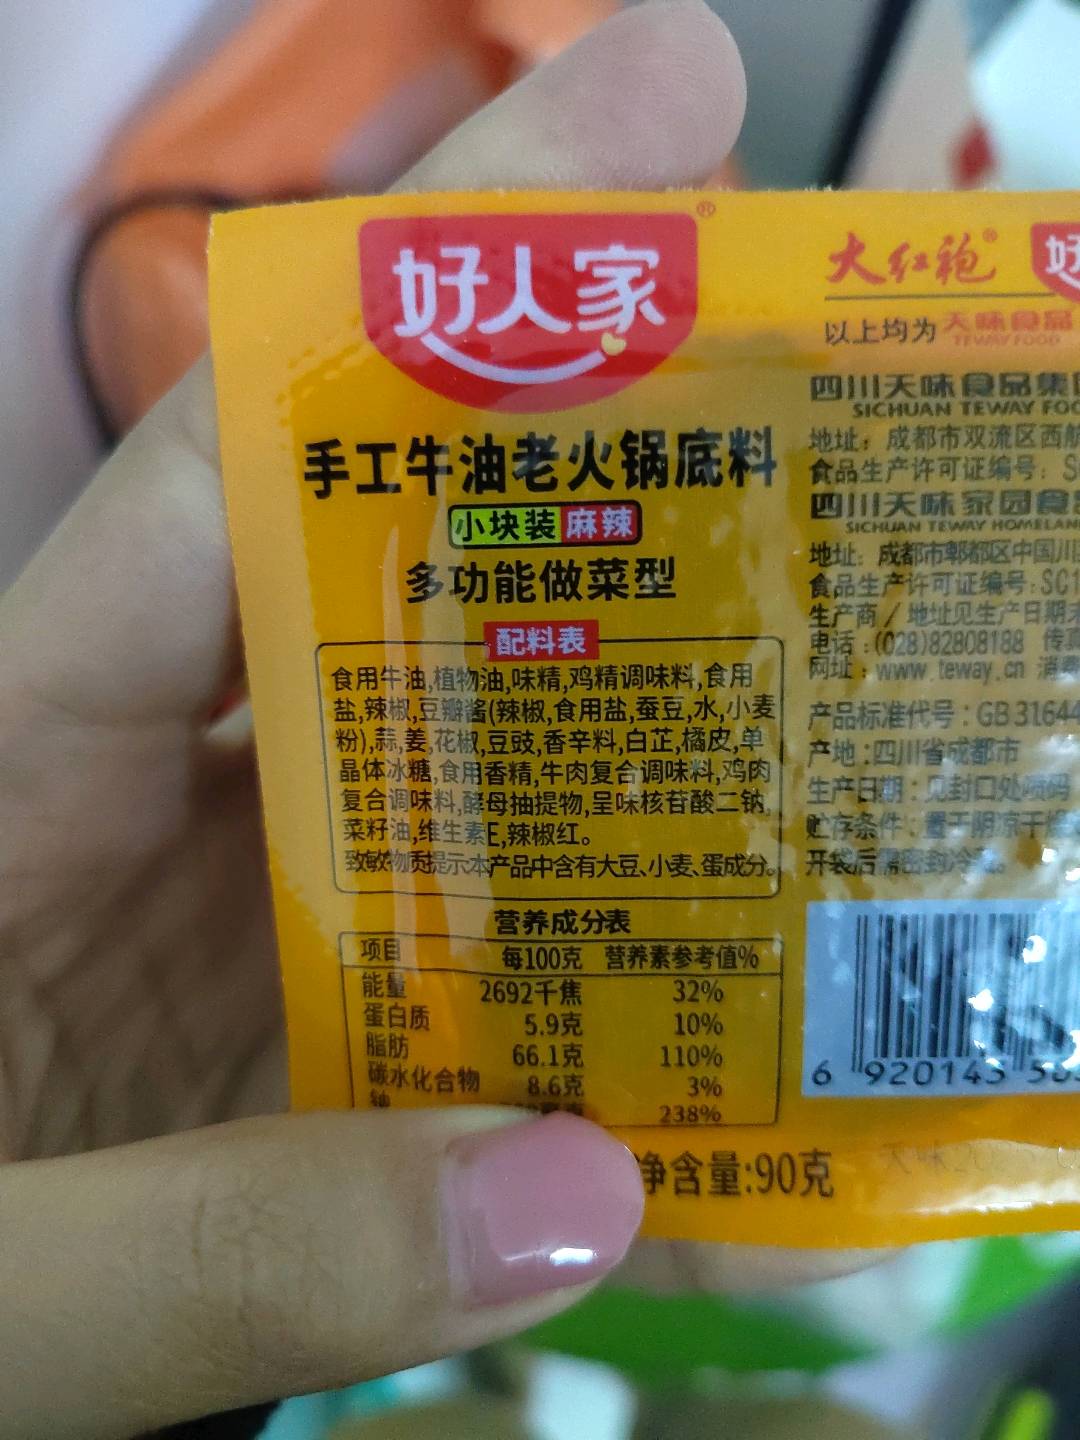 好人家®
手工牛油老火锅底料
小块装 麻辣
多功能做菜型
配料表
食用牛油,植物油,味精,鸡精调味料,食用
盐,辣椒,豆瓣酱(辣椒,食用盐,蚕豆,水,小麦
粉),蒜,姜,花椒,豆豉,香辛料,白芷,橘皮,单
晶体冰糖,食用香精,牛肉复合调味料,鸡肉
复合调味料,酵母抽提物,呈味核苷酸二钠,
菜籽油,维生素E,辣椒红。
致敏物质提示本产品中含有大豆、小麦、蛋成分。
营养成分表
项目 每100克 营养素参考值%
能量 2692千焦 32%
蛋白质 5.9克 10%
脂肪 66.1克 110%
碳水化合物 8.6克 3%
钠 238%
净含量:90克
大红袍®
以上均为 天味食品
TEWAY FOOD
四川天味食品集
SICHUAN TEWAY FOO
地址：成都市双流区西航
食品生产许可证编号：S
四川天味家园食
SICHUAN TEWAY HOMELAN
地址：成都市郫都区中国川
食品生产许可证编号：SC1
生产商/地址见生产日期末
电话：(028)82808188 传真
网址：www.teway.cn 消费
产品标准代号：GB 31644
产地：四川省成都市
生产日期：见封口处喷码
贮存条件：置于阴凉干燥
开袋后需密封冷藏。
6 920143